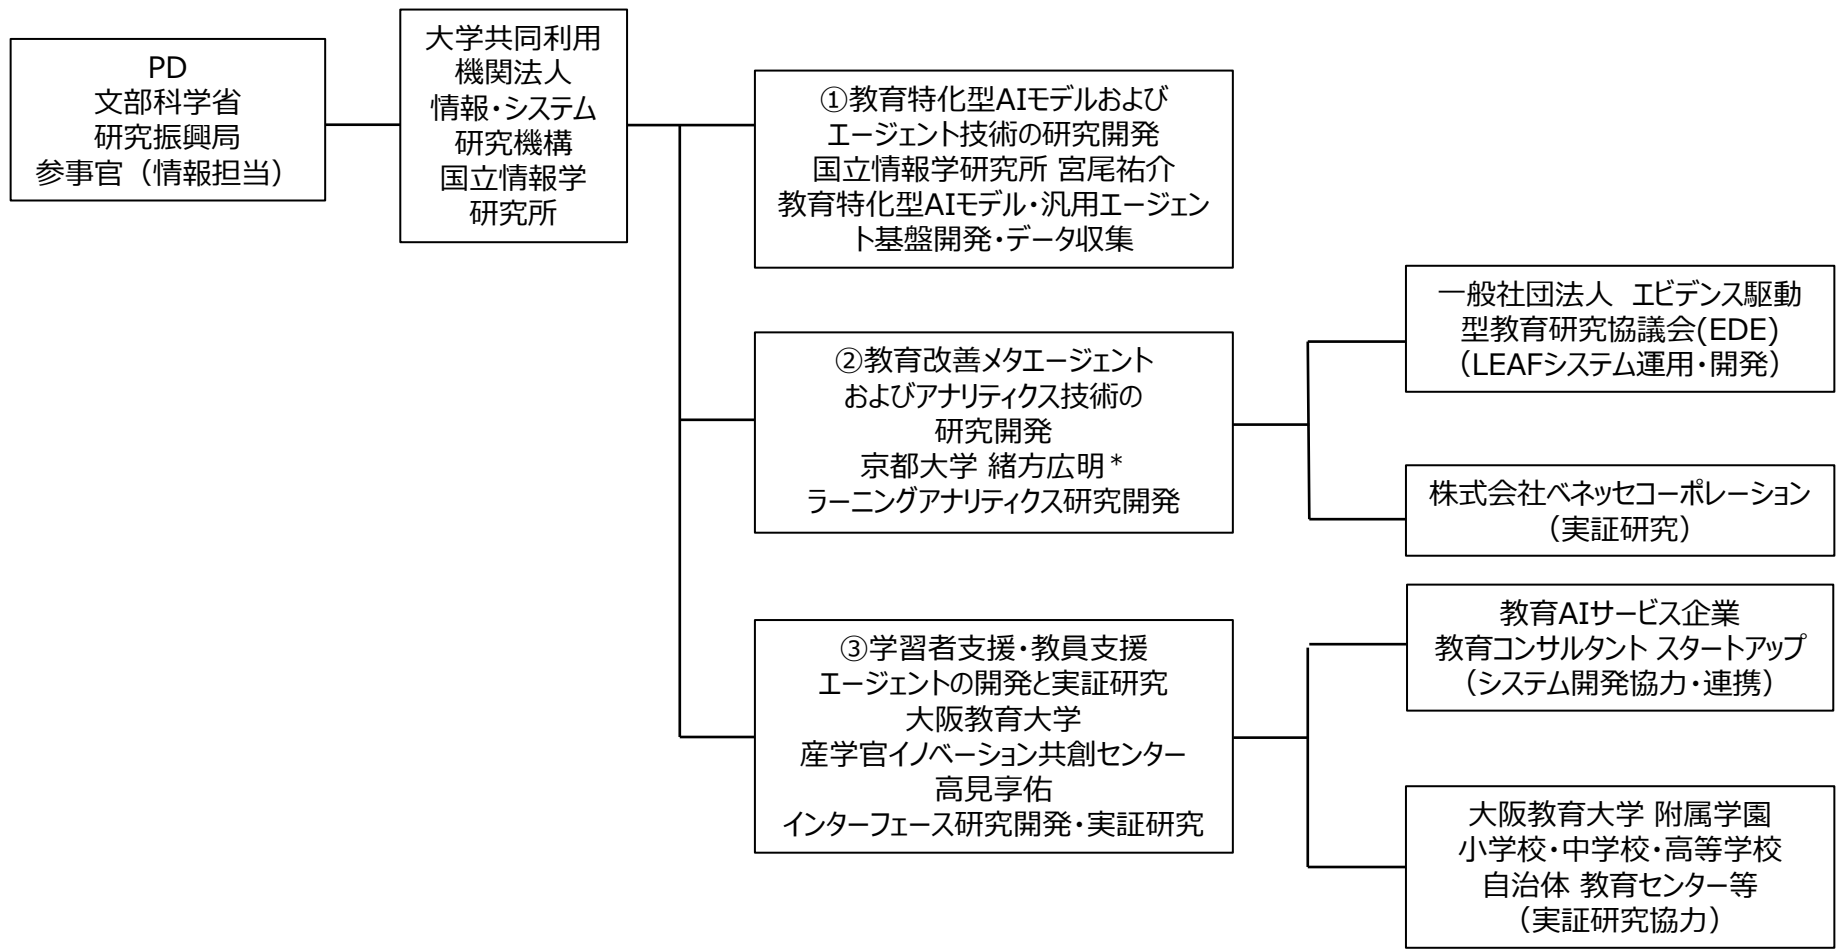 PD
文部科学省
研究振興局
参事官（情報担当）
大学共同利用
機関法人
情報・システム
研究機構
国立情報学
研究所
①教育特化型AIモデルおよび
エージェント技術の研究開発
国立情報学研究所 宮尾祐介
教育特化型AIモデル・汎用エージェン
ト基盤開発・データ収集
②教育改善メタエージェント
およびアナリティクス技術の
研究開発
京都大学 緒方広明*
ラーニングアナリティクス研究開発
一般社団法人　エビデンス駆動
型教育研究協議会(EDE)
（LEAFシステム運用・開発）
株式会社ベネッセコーポレーション
（実証研究）
③学習者支援・教員支援
エージェントの開発と実証研究
大阪教育大学
産学官イノベーション共創センター
高見享佑
インターフェース研究開発・実証研究
教育AIサービス企業
教育コンサルタント スタートアップ
（システム開発協力・連携）
大阪教育大学 附属学園
小学校・中学校・高等学校
自治体 教育センター等
（実証研究協力）